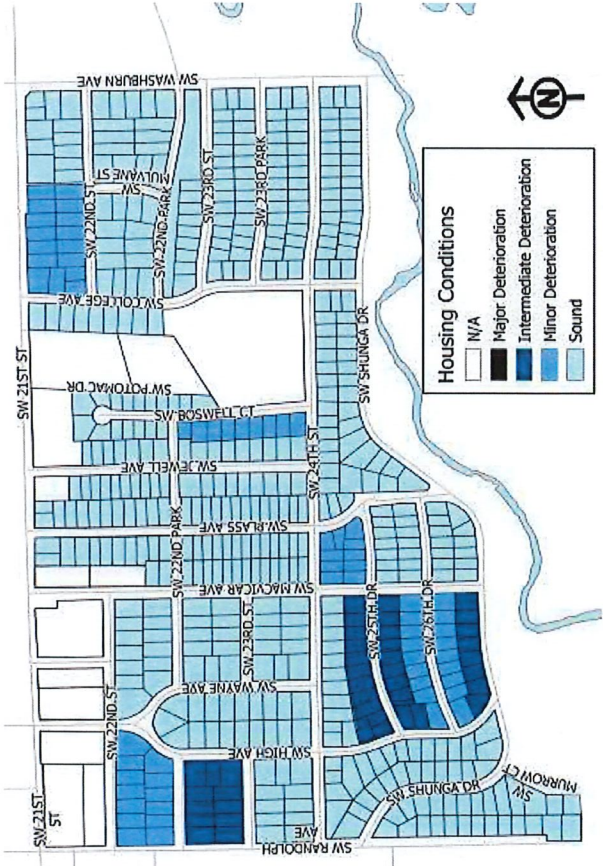 SW 21ST ST
SW WASHBURN AVE
SW 22ND ST
SW MULVANE ST
SW 22ND PARK
SW 23RD ST
SW 23RD PARK
SW COLLEGE AVE
SW POTOMAC DR
SW BOSWELL CT
SW JEWELL AVE
SW 24TH ST
SW SHUNGA DR
SW 22ND PARK
SW PLASS AVE
SW MACVICAR AVE
SW 25TH DR
SW 26TH DR
SW 22ND ST
SW 23RD ST
SW WAYNE AVE
SW HIGH AVE
SW 21ST
ST
SW RANDOLPH
AVE
SW SHUNGA DR
SW
MURROW CT
N
Housing Conditions
N/A
Major Deterioration
Intermediate Deterioration
Minor Deterioration
Sound